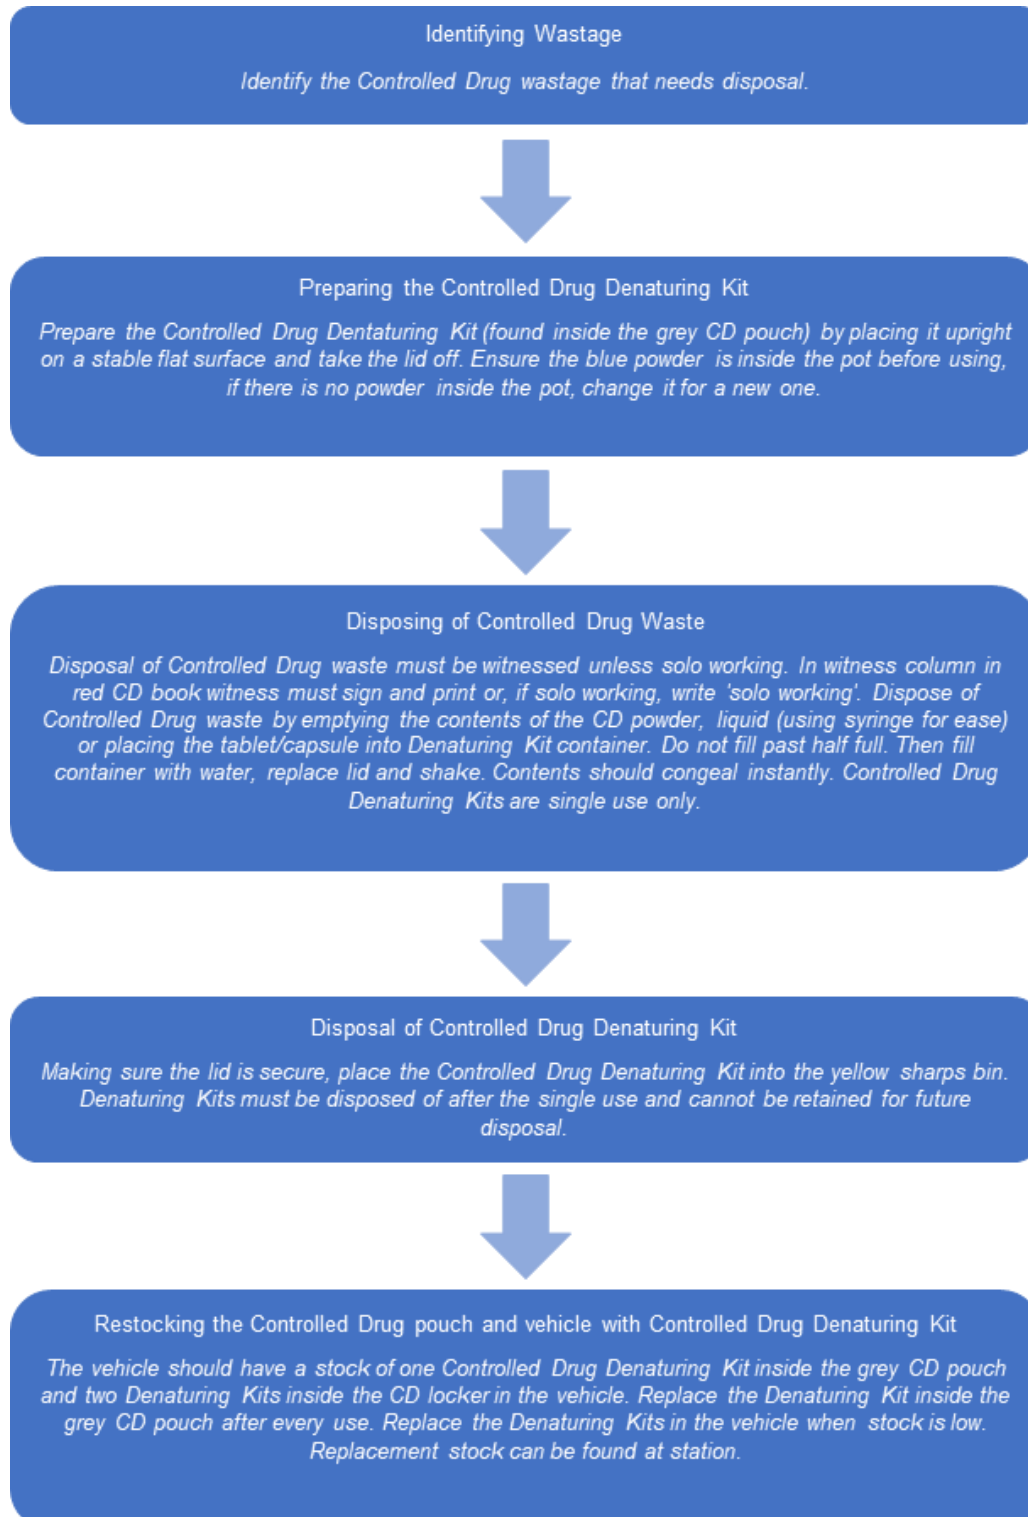 Identifying Wastage
Identify the Controlled Drug wastage that needs disposal.
Preparing the Controlled Drug Denaturing Kit
Prepare the Controlled Drug Dentaturing Kit (found inside the grey CD pouch) by placing it upright
on a stable flat surface and take the lid off. Ensure the blue powder is inside the pot before using,
if there is no powder inside the pot, change it for a new one.
Disposing of Controlled Drug Waste
Disposal of Controlled Drug waste must be witnessed unless solo working. In witness column in
red CD book witness must sign and print or, if solo working, write 'solo working'. Dispose of
Controlled Drug waste by emptying the contents of the CD powder, liquid (using syringe for ease)
or placing the tablet/capsule into Denaturing Kit container. Do not fill past half full. Then fill
container with water, replace lid and shake. Contents should congeal instantly. Controlled Drug
Denaturing Kits are single use only.
Disposal of Controlled Drug Denaturing Kit
Making sure the lid is secure, place the Controlled Drug Denaturing Kit into the yellow sharps bin.
Denaturing Kits must be disposed of after the single use and cannot be retained for future
disposal.
Restocking the Controlled Drug pouch and vehicle with Controlled Drug Denaturing Kit
The vehicle should have a stock of one Controlled Drug Denaturing Kit inside the grey CD pouch
and two Denaturing Kits inside the CD locker in the vehicle. Replace the Denaturing Kit inside the
grey CD pouch after every use. Replace the Denaturing Kits in the vehicle when stock is low.
Replacement stock can be found at station.